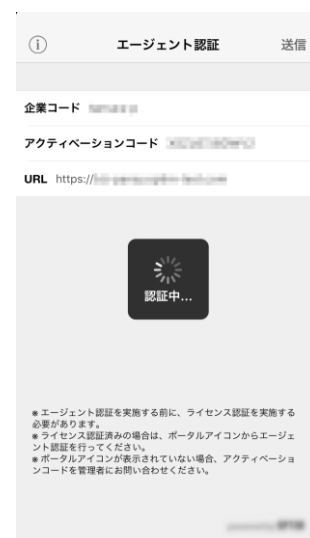 エージェント認証 送信
企業コード
アクティベーションコード
URL https://
認証中...
※ エージェント認証を実施する前に、ライセンス認証を実施する
必要があります。
※ ライセンス認証済みの場合は、ポータルアイコンからエージェ
ント認証を行ってください。
※ ポータルアイコンが表示されていない場合、アクティベーショ
ンコードを管理者にお問い合わせください。